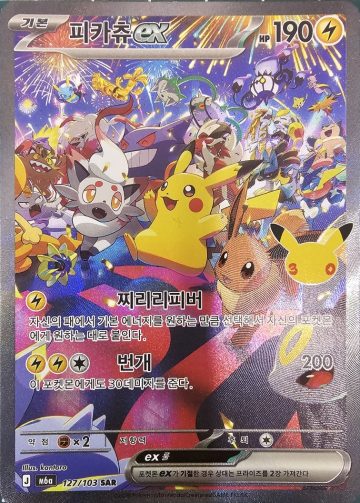 기본 피카츄ex HP190
30
찌리리피버
자신의 패에서 기본 에너지를 원하는 만큼 선택해서 자신의 포켓몬
에게 원하는 대로 붙인다.
번개 200
이 포켓몬에게도 30데미지를 준다.
약점 ×2 저항력 후퇴
ex룰
포켓몬ex가 기절한 경우 상대는 프라이즈를 2장 가져간다.
Illus. kantaro
J M6a 127/103 SAR